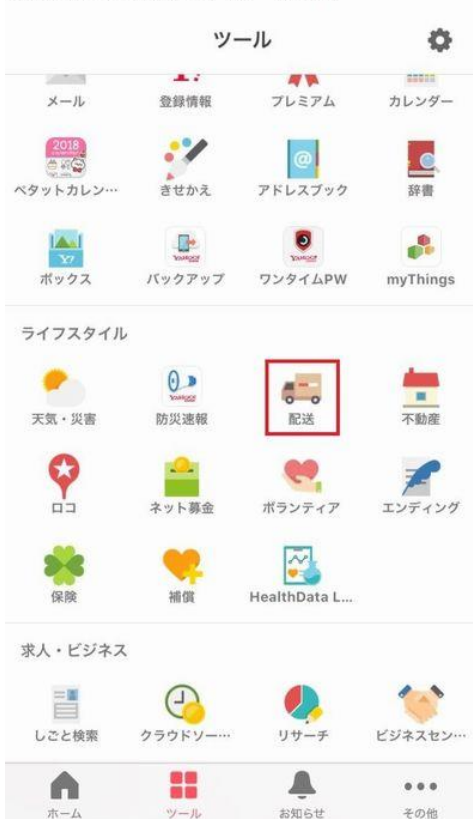 ツール
メール 登録情報 プレミアム カレンダー
2018
ペタットカレン… きせかえ アドレスブック 辞書
ボックス バックアップ ワンタイムPW myThings
ライフスタイル
天気・災害 防災速報 配送 不動産
ロコ ネット募金 ボランティア エンディング
保険 補償 HealthData L...
求人・ビジネス
しごと検索 クラウドソー… リサーチ ビジネスセン…
ホーム ツール お知らせ その他